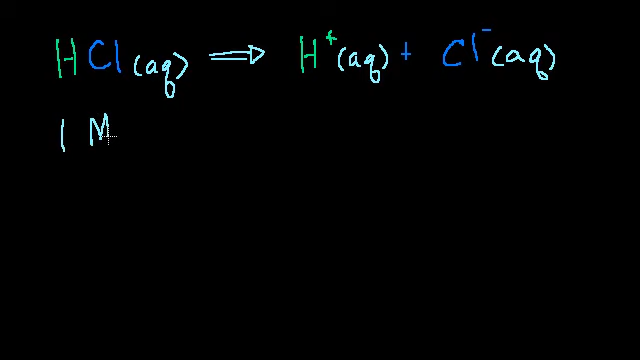 HCl(aq) ⇒ H⁺(aq) + Cl⁻(aq)
1 M